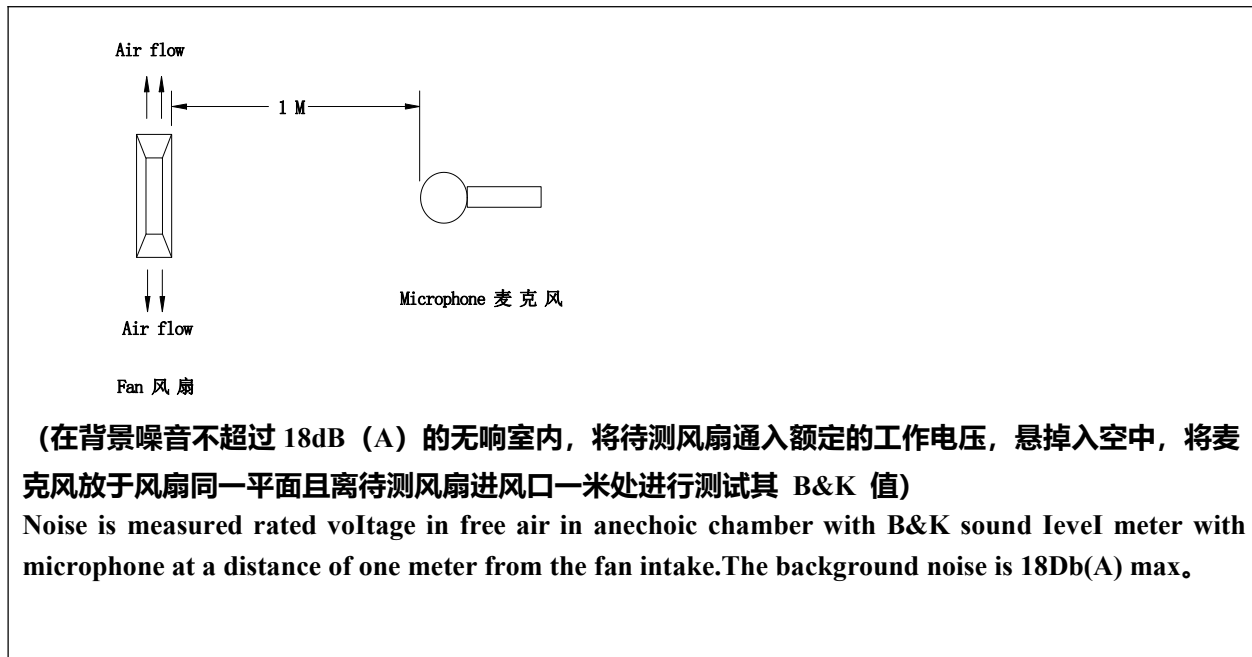 Air flow
1 M
Microphone 麦 克 风
Air flow
Fan 风 扇
（在背景噪音不超过 18dB（A）的无响室内，将待测风扇通入额定的工作电压，悬掉入空中，将麦
克风放于风扇同一平面且离待测风扇进风口一米处进行测试其 B&K 值）
Noise is measured rated voItage in free air in anechoic chamber with B&K sound IeveI meter with
microphone at a distance of one meter from the fan intake.The background noise is 18Db(A) max。